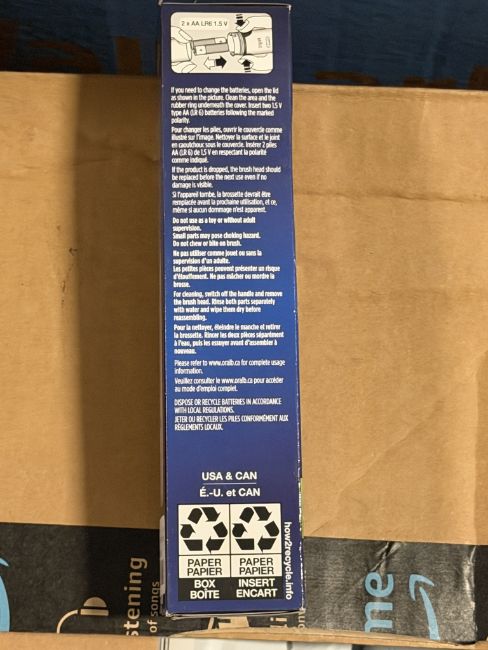 2 x AA LR6 1.5 V
If you need to change the batteries, open the lid
as shown in the picture. Clean the area and the
rubber ring underneath the cover. Insert two 1.5 V
type AA (LR 6) batteries following the marked
polarity.
Pour changer les piles, ouvrir le couvercle comme
illustré sur l'image. Nettoyer la surface et le joint
en caoutchouc sous le couvercle. Insérer 2 piles
AA (LR 6) de 1,5 V en respectant la polarité
comme indiqué.
If the product is dropped, the brush head should
be replaced before the next use even if no
damage is visible.
Si l'appareil tombe, la brossette devrait être
remplacée avant la prochaine utilisation, et ce,
même si aucun dommage n'est apparent.
Do not use as a toy or without adult
supervision.
Small parts may pose choking hazard.
Do not chew or bite on brush.
Ne pas utiliser comme jouet ou sans la
supervision d'un adulte.
Les petites pièces peuvent présenter un risque
d'étouffement. Ne pas mâcher ou mordre la
brosse.
For cleaning, switch off the handle and remove
the brush head. Rinse both parts separately
with water and wipe them dry before
reassembling.
Pour la nettoyer, éteindre le manche et retirer
la brossette. Rincer les deux pièces séparément
à l'eau, puis les essuyer avant d'assembler à
nouveau.
Please refer to www.oralb.ca for complete usage
information.
Veuillez consulter le www.oralb.ca pour accéder
au mode d'emploi complet.
DISPOSE OR RECYCLE BATTERIES IN ACCORDANCE
WITH LOCAL REGULATIONS.
JETER OU RECYCLER LES PILES CONFORMÉMENT AUX
RÈGLEMENTS LOCAUX.
USA & CAN
É.-U. et CAN
PAPER
PAPIER
BOX
BOÎTE
PAPER
PAPIER
INSERT
ENCART
how2recycle.info
stening
of songs
me